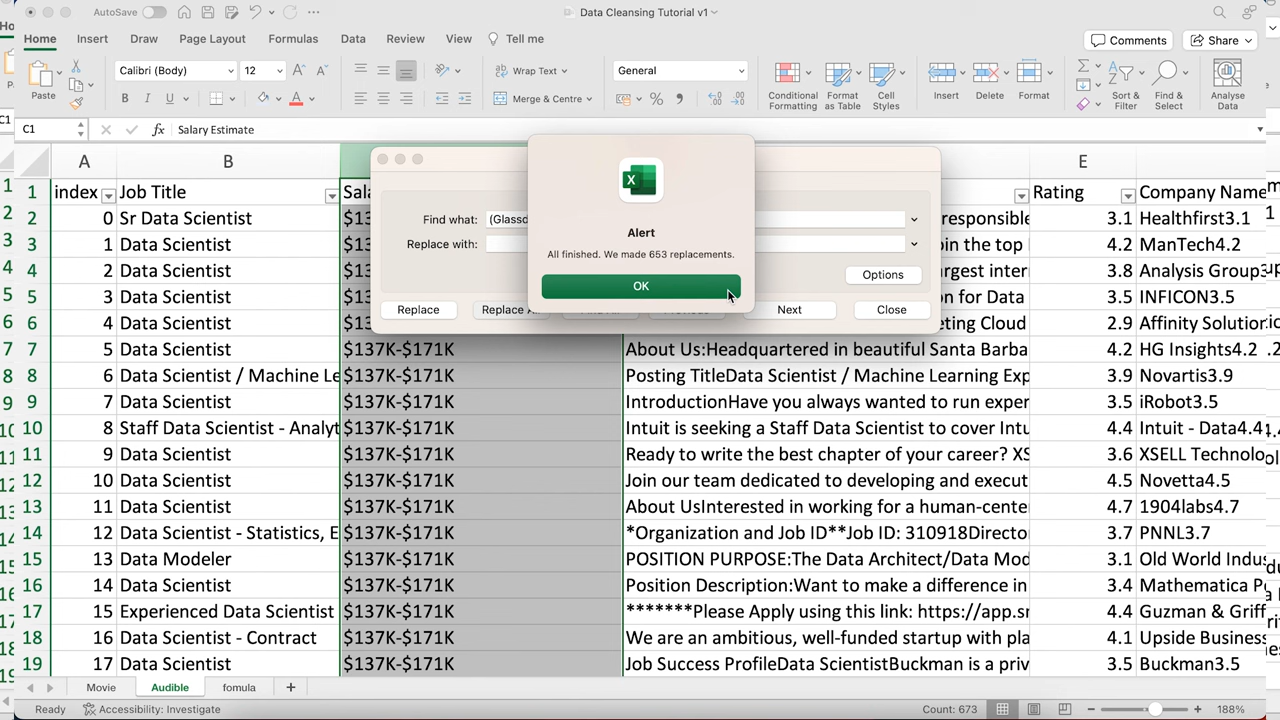 AutoSave
Data Cleansing Tutorial v1
Home Insert Draw Page Layout Formulas Data Review View Tell me
Comments Share
Paste
Calibri (Body) 12
B I U
Wrap Text
Merge & Centre
General
Conditional Formatting
Format as Table
Cell Styles
Insert Delete Format
Sort & Filter
Find & Select
Analyse Data
C1 fx Salary Estimate
A B E
1 index Job Title Sal Rating Company Name
2 0 Sr Data Scientist $13 responsible 3.1 Healthfirst3.1
3 1 Data Scientist $13 oin the top 4.2 ManTech4.2
4 2 Data Scientist $13 argest inter 3.8 Analysis Group3
5 3 Data Scientist $13 on for Data 3.5 INFICON3.5
6 4 Data Scientist $13 eting Cloud 2.9 Affinity Solution
7 5 Data Scientist $137K-$171K About Us:Headquartered in beautiful Santa Barba 4.2 HG Insights4.2
8 6 Data Scientist / Machine Le $137K-$171K Posting TitleData Scientist / Machine Learning Exp 3.9 Novartis3.9
9 7 Data Scientist $137K-$171K IntroductionHave you always wanted to run exper 3.5 iRobot3.5
10 8 Staff Data Scientist - Analyt $137K-$171K Intuit is seeking a Staff Data Scientist to cover Intu 4.4 Intuit - Data4.4
11 9 Data Scientist $137K-$171K Ready to write the best chapter of your career? XS 3.6 XSELL Technolo
12 10 Data Scientist $137K-$171K Join our team dedicated to developing and execut 4.5 Novetta4.5
13 11 Data Scientist $137K-$171K About UsInterested in working for a human-cente 4.7 1904labs4.7
14 12 Data Scientist - Statistics, E $137K-$171K *Organization and Job ID**Job ID: 310918Directo 3.7 PNNL3.7
15 13 Data Modeler $137K-$171K POSITION PURPOSE:The Data Architect/Data Mod 3.1 Old World Indus
16 14 Data Scientist $137K-$171K Position Description:Want to make a difference in 3.4 Mathematica Po
17 15 Experienced Data Scientist $137K-$171K *******Please Apply using this link: https://app.sm 4.4 Guzman & Griff
18 16 Data Scientist - Contract $137K-$171K We are an ambitious, well-funded startup with pla 4.1 Upside Business
19 17 Data Scientist $137K-$171K Job Success ProfileData ScientistBuckman is a priv 3.5 Buckman3.5
Find what: (Glassd
Replace with:
Options
Replace Replace Al Next Close
Alert
All finished. We made 653 replacements.
OK
Movie Audible fomula +
Ready Accessibility: Investigate Count: 673 188%